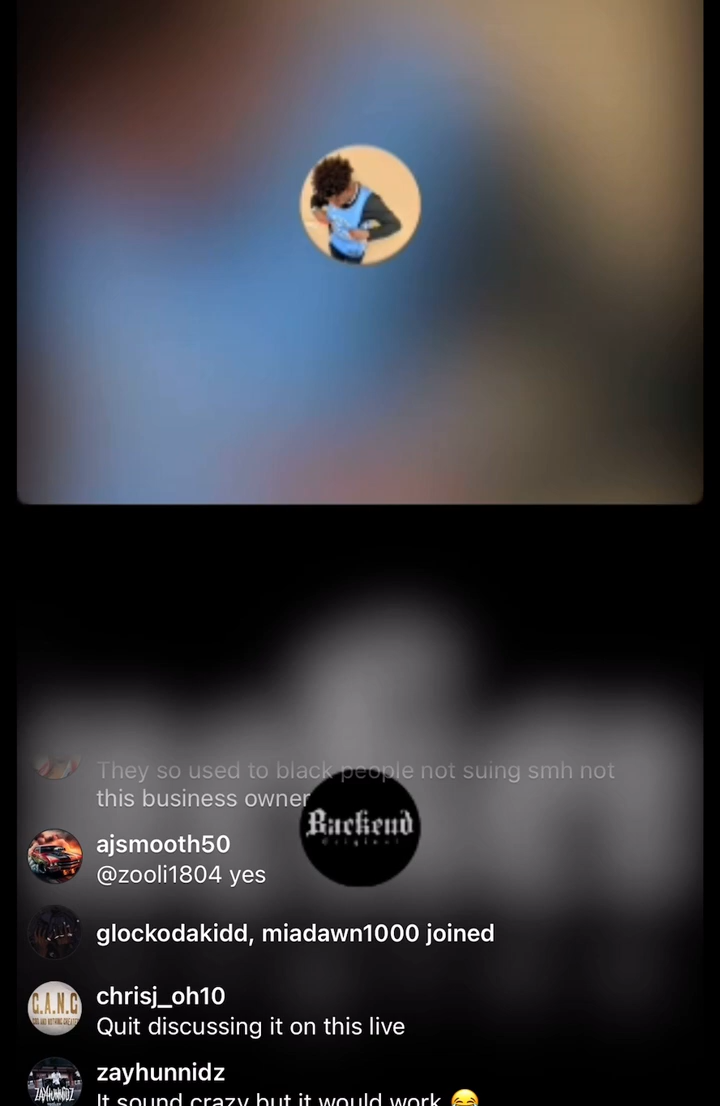 They so used to black people not suing smh not
this business owner
Backend
Original
ajsmooth50
@zooli1804 yes
glockodakidd, miadawn1000 joined
G.A.N.G
chrisj_oh10
Quit discussing it on this live
ZAYHUNNIDZ
zayhunnidz
It sound crazy but it would work 😂